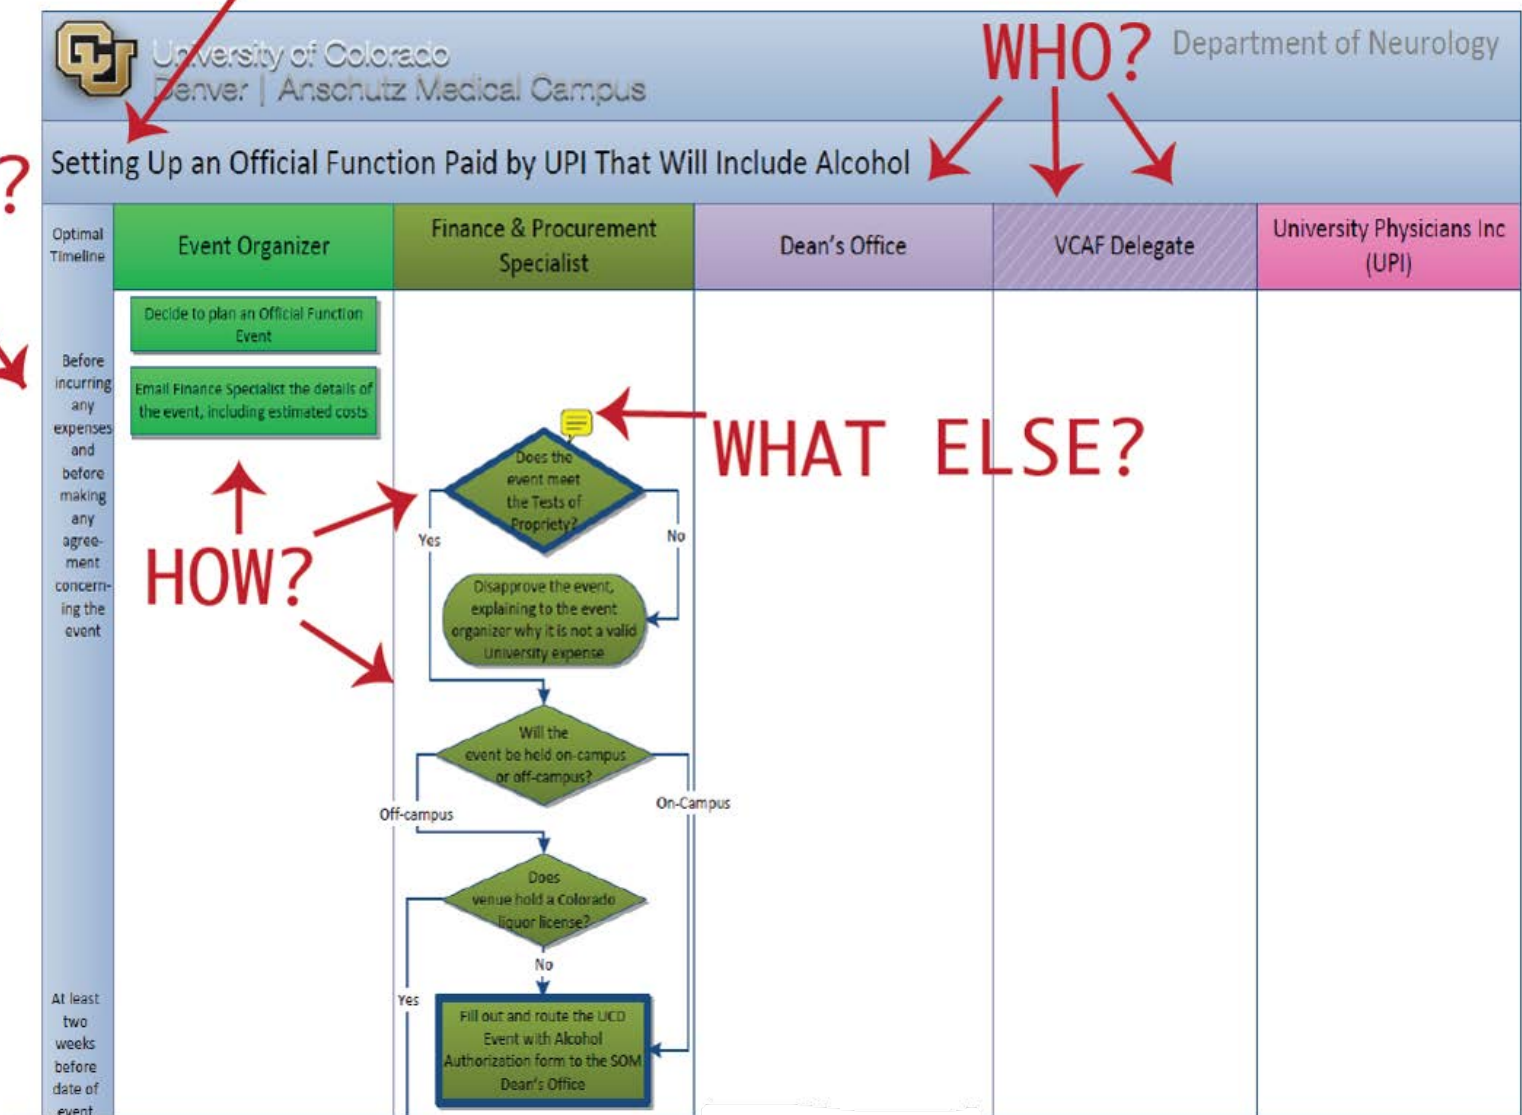 University of Colorado
Denver | Anschutz Medical Campus
WHO?
Department of Neurology
?
Setting Up an Official Function Paid by UPI That Will Include Alcohol
Optimal
Timeline
Event Organizer
Finance & Procurement
Specialist
Dean's Office
VCAF Delegate
University Physicians Inc
(UPI)
Before
incurring
any
expenses
and
before
making
any
agree-
ment
concern-
ing the
event
Decide to plan an Official Function
Event
Email Finance Specialist the details of
the event, including estimated costs
WHAT ELSE?
HOW?
Does the
event meet
the Tests of
Propriety?
Yes
No
Disapprove the event,
explaining to the event
organizer why it is not a valid
University expense
Will the
event be held on-campus
or off-campus?
Off-campus
On-Campus
Does
venue hold a Colorado
liquor license?
No
Yes
At least
two
weeks
before
date of
event
Fill out and route the UCD
Event with Alcohol
Authorization form to the SOM
Dean's Office